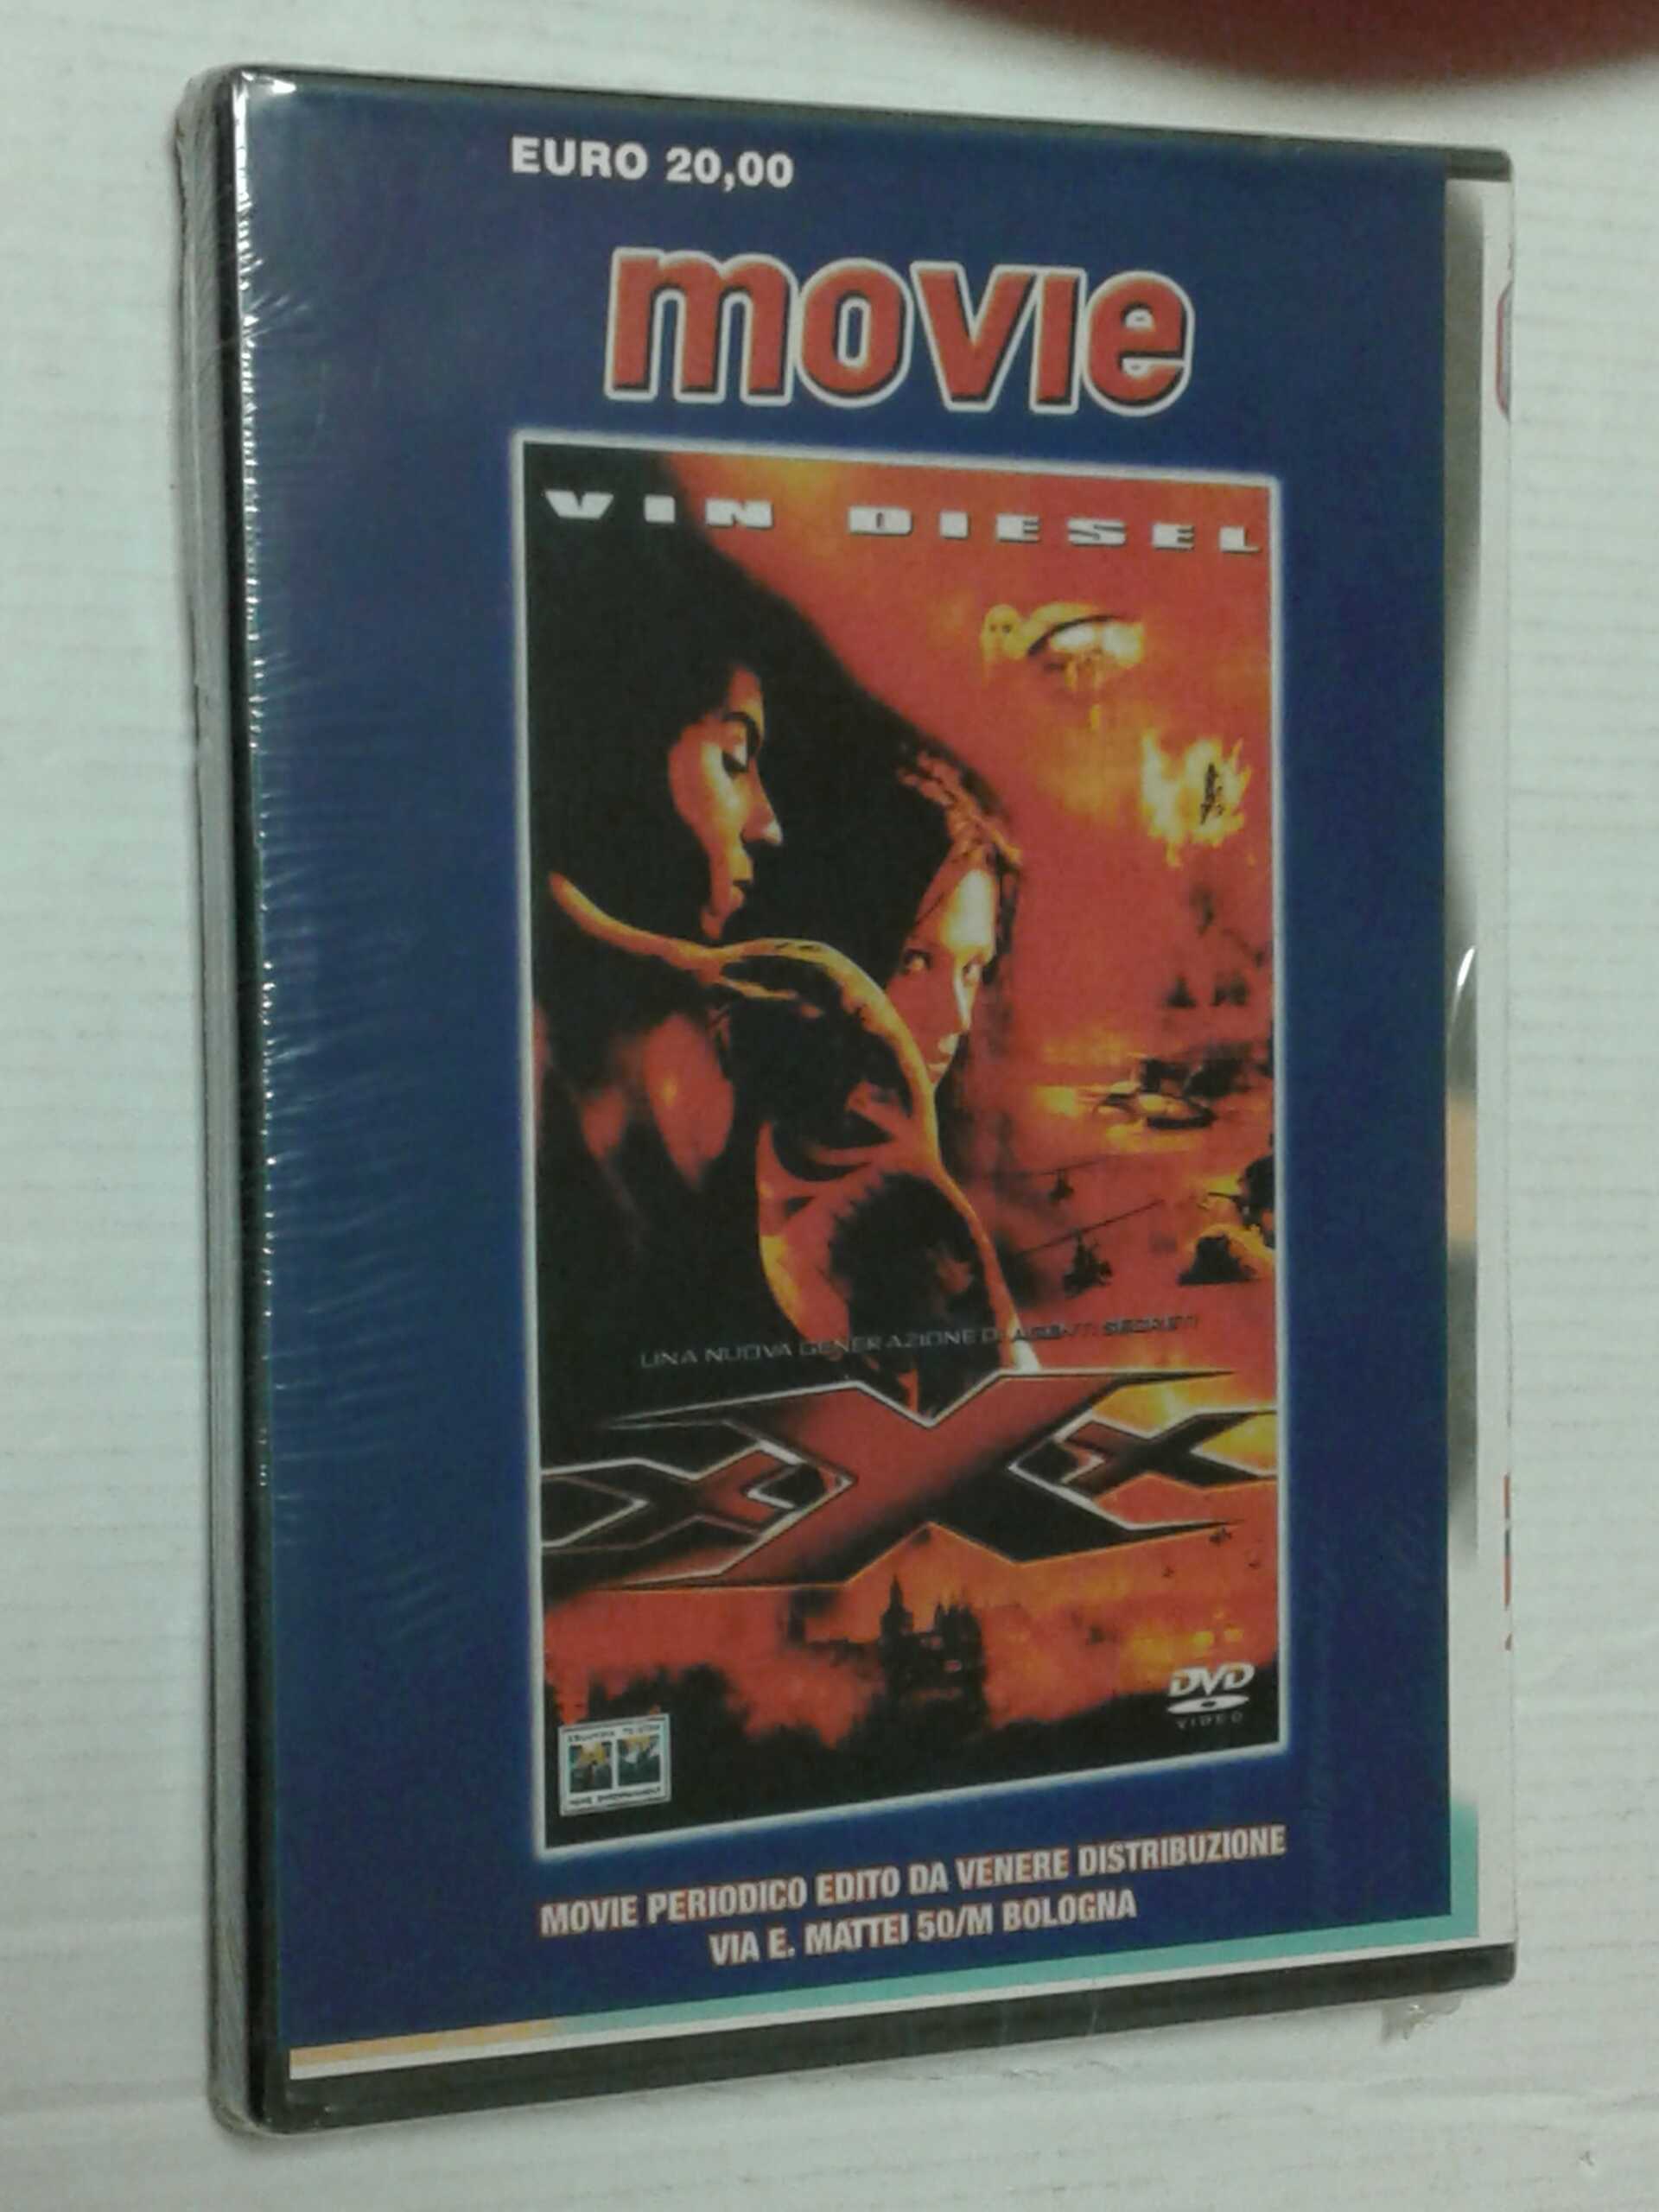 EURO 20,00
movie
VIN DIESEL
UNA NUOVA GENERAZIONE DI AGENTI SEGRETI
xXx
DVD
VIDEO
MOVIE PERIODICO EDITO DA VENERE DISTRIBUZIONE
VIA E. MATTEI 50/M BOLOGNA